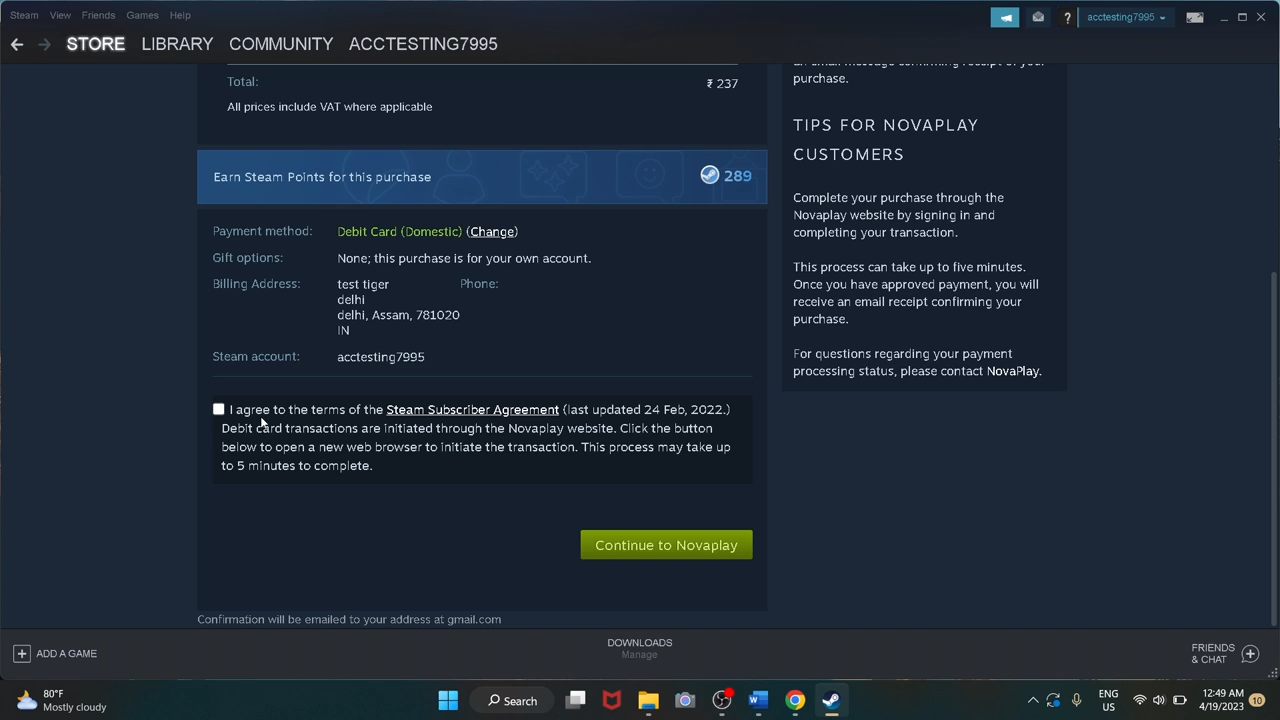 Steam View Friends Games Help
acctesting7995
STORE LIBRARY COMMUNITY ACCTESTING7995
Total: ₹ 237
All prices include VAT where applicable
Earn Steam Points for this purchase 289
Payment method: Debit Card (Domestic) (Change)
Gift options: None; this purchase is for your own account.
Billing Address: test tiger Phone:
delhi
delhi, Assam, 781020
IN
Steam account: acctesting7995
I agree to the terms of the Steam Subscriber Agreement (last updated 24 Feb, 2022.)
Debit card transactions are initiated through the Novaplay website. Click the button
below to open a new web browser to initiate the transaction. This process may take up
to 5 minutes to complete.
Continue to Novaplay
Confirmation will be emailed to your address at gmail.com
an email message confirming receipt of your
purchase.
TIPS FOR NOVAPLAY
CUSTOMERS
Complete your purchase through the
Novaplay website by signing in and
completing your transaction.
This process can take up to five minutes.
Once you have approved payment, you will
receive an email receipt confirming your
purchase.
For questions regarding your payment
processing status, please contact NovaPlay.
ADD A GAME
DOWNLOADS
Manage
FRIENDS
& CHAT
80°F
Mostly cloudy
Search
ENG
US
12:49 AM
4/19/2023
10